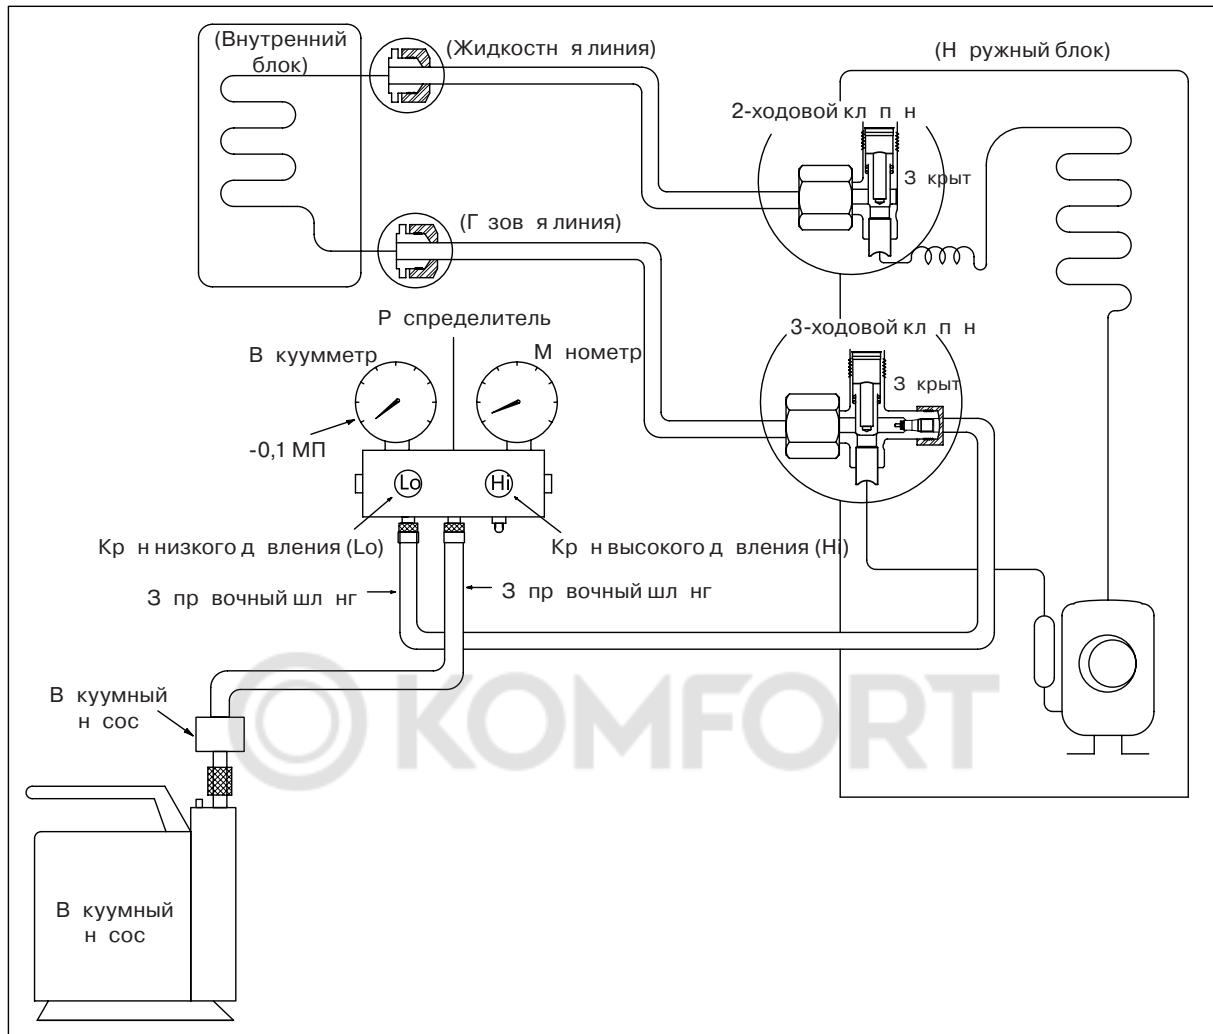 (Внутренний
блок)
(Жидкостн я линия)
(Н ружный блок)
2-ходовой кл п н
З крыт
(Г зов я линия)
Р спределитель
3-ходовой кл п н
В куумметр
М нометр
З крыт
-0,1 МП
Lo
Hi
Кр н низкого д вления (Lo)
Кр н высокого д вления (Hi)
З пр вочный шл нг
З пр вочный шл нг
KOMFORT
В куумный
н сос
В куумный
н сос